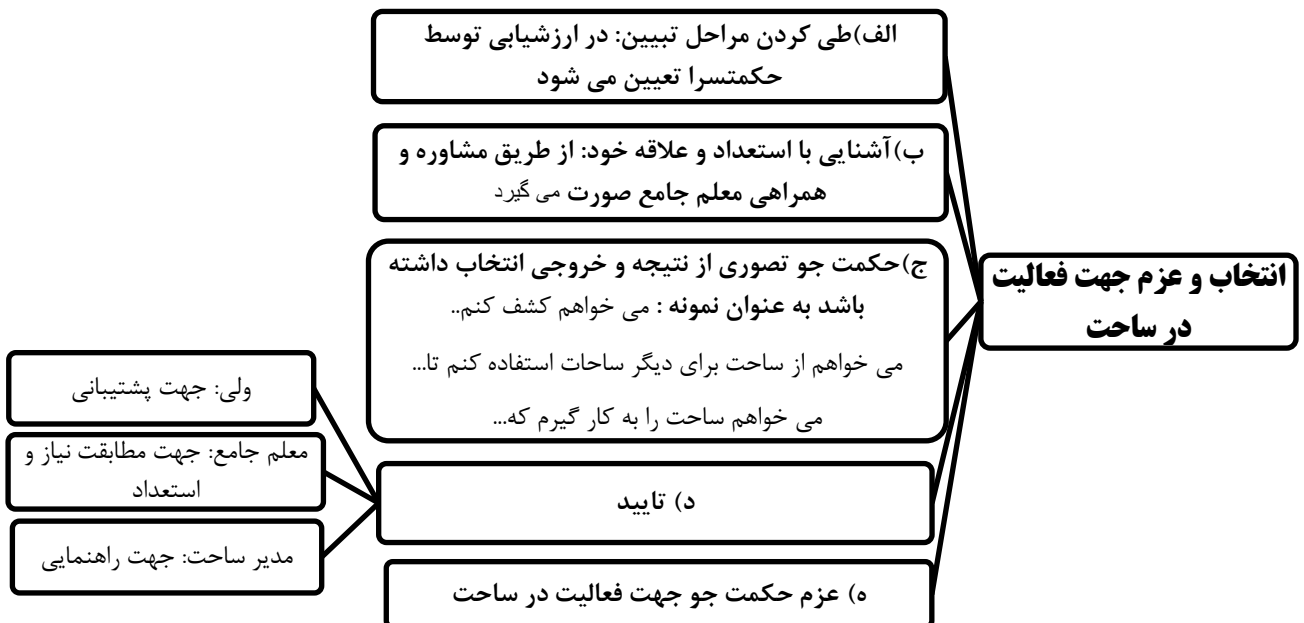 انتخاب و عزم جهت فعالیت
در ساحت
الف)طی کردن مراحل تبیین: در ارزشیابی توسط
حکمتسرا تعیین می شود
ب)آشنایی با استعداد و علاقه خود: از طریق مشاوره و
همراهی معلم جامع صورت می گیرد
ج)حکمت جو تصوری از نتیجه و خروجی انتخاب داشته
باشد به عنوان نمونه : می خواهم کشف کنم..
می خواهم از ساحت برای دیگر ساحات استفاده کنم تا...
می خواهم ساحت را به کار گیرم که...
د) تایید
ولی: جهت پشتیبانی
معلم جامع: جهت مطابقت نیاز و
استعداد
مدیر ساحت: جهت راهنمایی
ه) عزم حکمت جو جهت فعالیت در ساحت